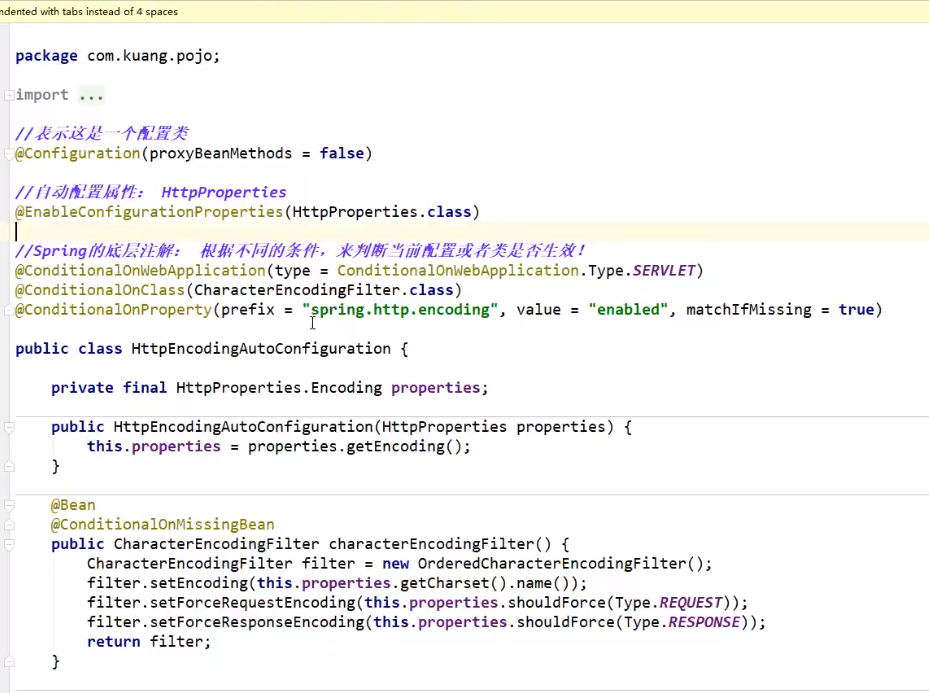 ndented with tabs instead of 4 spaces
package com.kuang.pojo;
import ...
//表示这是一个配置类
@Configuration(proxyBeanMethods = false)
//自动配置属性： HttpProperties
@EnableConfigurationProperties(HttpProperties.class)
//Spring的底层注解： 根据不同的条件，来判断当前配置或者类是否生效！
@ConditionalOnWebApplication(type = ConditionalOnWebApplication.Type.SERVLET)
@ConditionalOnClass(CharacterEncodingFilter.class)
@ConditionalOnProperty(prefix = "spring.http.encoding", value = "enabled", matchIfMissing = true)
public class HttpEncodingAutoConfiguration {
private final HttpProperties.Encoding properties;
public HttpEncodingAutoConfiguration(HttpProperties properties) {
this.properties = properties.getEncoding();
}
@Bean
@ConditionalOnMissingBean
public CharacterEncodingFilter characterEncodingFilter() {
CharacterEncodingFilter filter = new OrderedCharacterEncodingFilter();
filter.setEncoding(this.properties.getCharset().name());
filter.setForceRequestEncoding(this.properties.shouldForce(Type.REQUEST));
filter.setForceResponseEncoding(this.properties.shouldForce(Type.RESPONSE));
return filter;
}